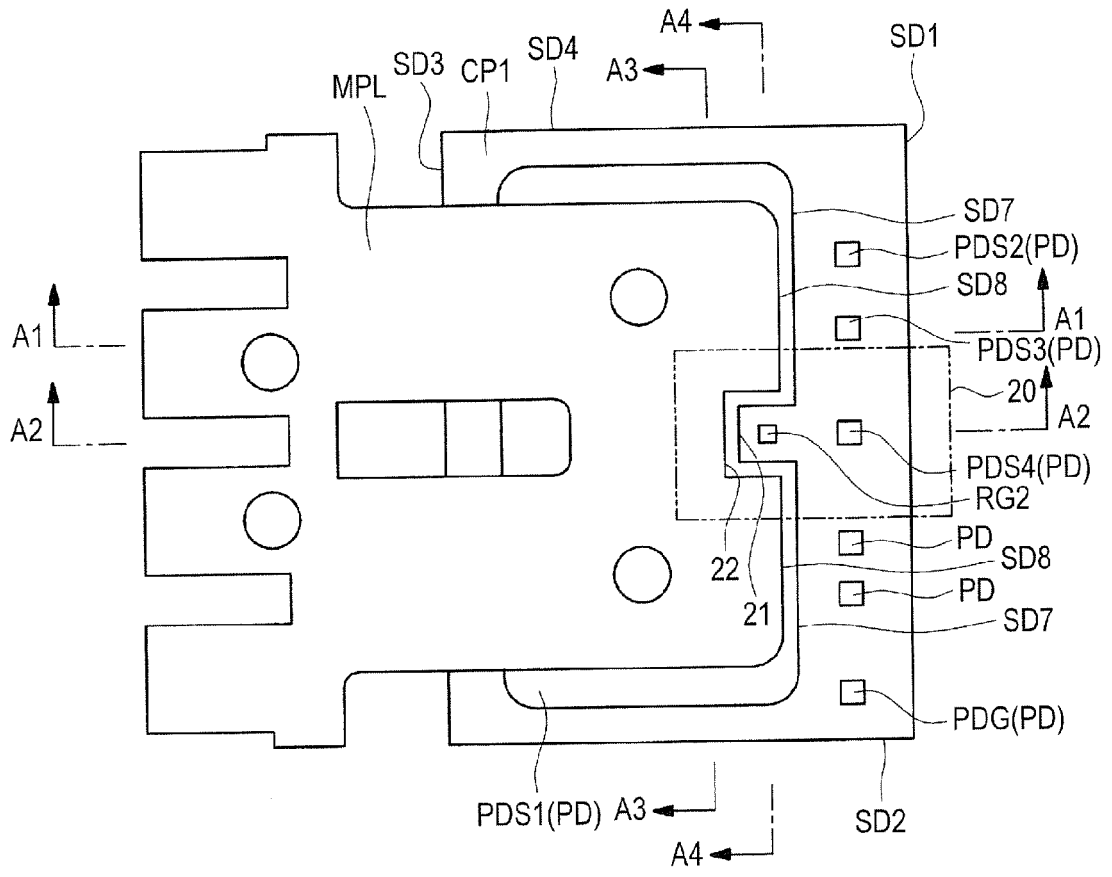 A4
SD1
SD4
A3
SD3
CP1
MPL
SD7
PDS2(PD)
SD8
A1
A1
PDS3(PD)
20
A2
A2
PDS4(PD)
RG2
PD
22
SD8
21
PD
SD7
PDG(PD)
PDS1(PD)
A3
SD2
A4